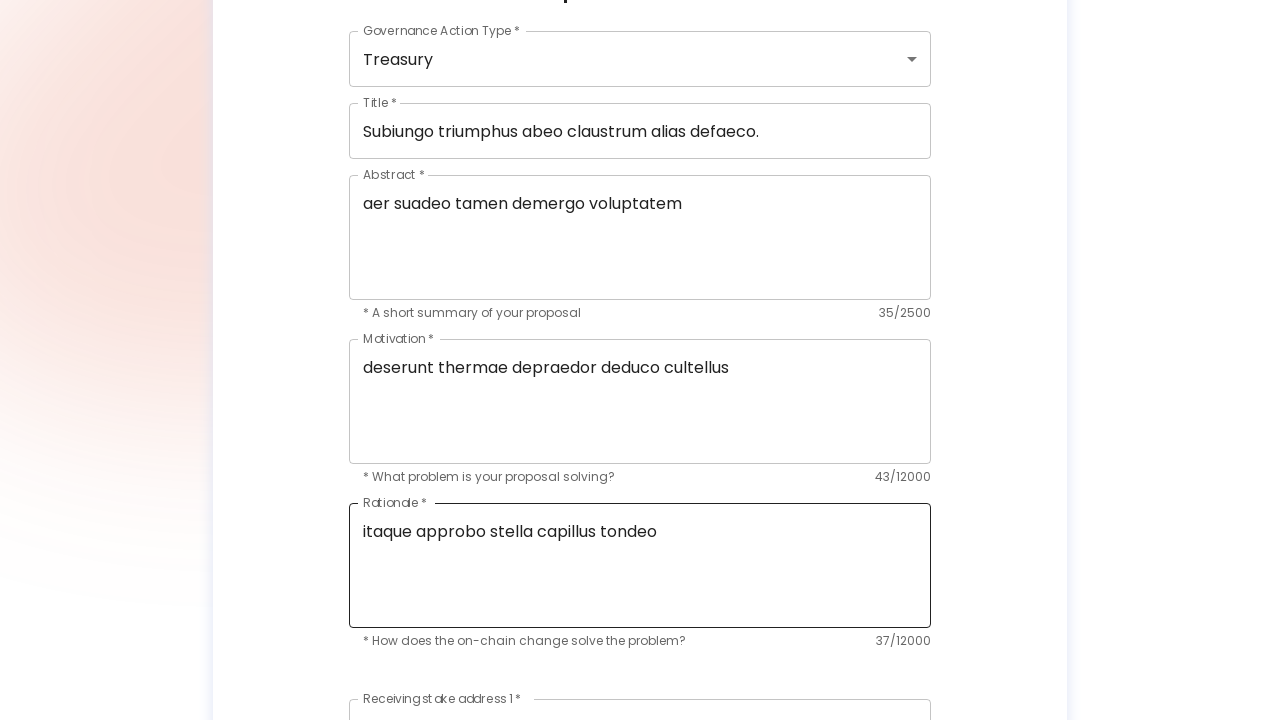 Governance Action Type *
Treasury
Title *
Subiungo triumphus abeo claustrum alias defaeco.
Abstract *
aer suadeo tamen demergo voluptatem
* A short summary of your proposal 35/2500
Motivation *
deserunt thermae depraedor deduco cultellus
* What problem is your proposal solving? 43/12000
Rationale *
itaque approbo stella capillus tondeo
* How does the on-chain change solve the problem? 37/12000
Receiving stake address 1 *